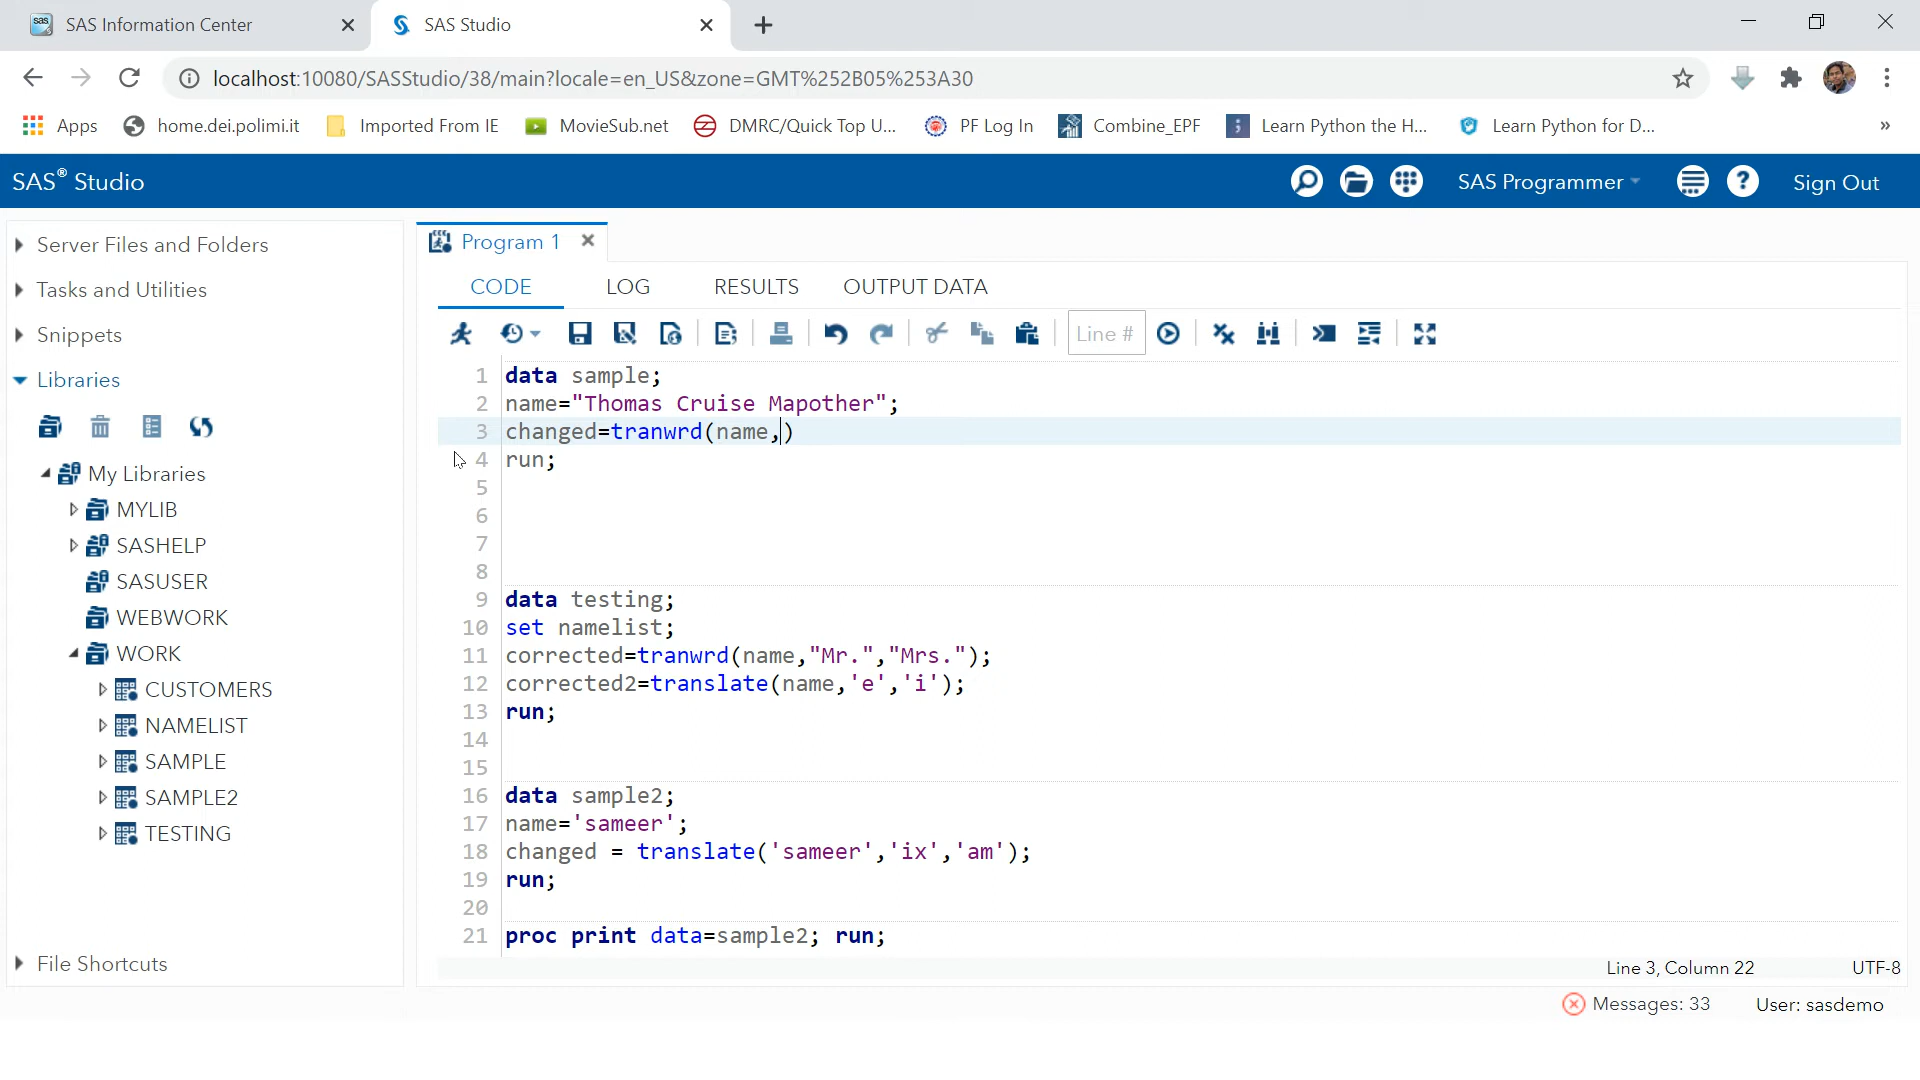 SAS Information Center
SAS Studio
localhost:10080/SASStudio/38/main?locale=en_US&zone=GMT%252B05%253A30
Apps home.dei.polimi.it Imported From IE MovieSub.net DMRC/Quick Top U... PF Log In Combine_EPF Learn Python the H... Learn Python for D... »
SAS® Studio
SAS Programmer
Sign Out
Server Files and Folders
Tasks and Utilities
Snippets
Libraries
My Libraries
MYLIB
SASHELP
SASUSER
WEBWORK
WORK
CUSTOMERS
NAMELIST
SAMPLE
SAMPLE2
TESTING
File Shortcuts
Program 1
CODE LOG RESULTS OUTPUT DATA
Line #
1 data sample;
2 name="Thomas Cruise Mapother";
3 changed=tranwrd(name,)
4 run;
5
6
7
8
9 data testing;
10 set namelist;
11 corrected=tranwrd(name,"Mr.","Mrs.");
12 corrected2=translate(name,'e','i');
13 run;
14
15
16 data sample2;
17 name='sameer';
18 changed = translate('sameer','ix','am');
19 run;
20
21 proc print data=sample2; run;
Line 3, Column 22 UTF-8
Messages: 33 User: sasdemo